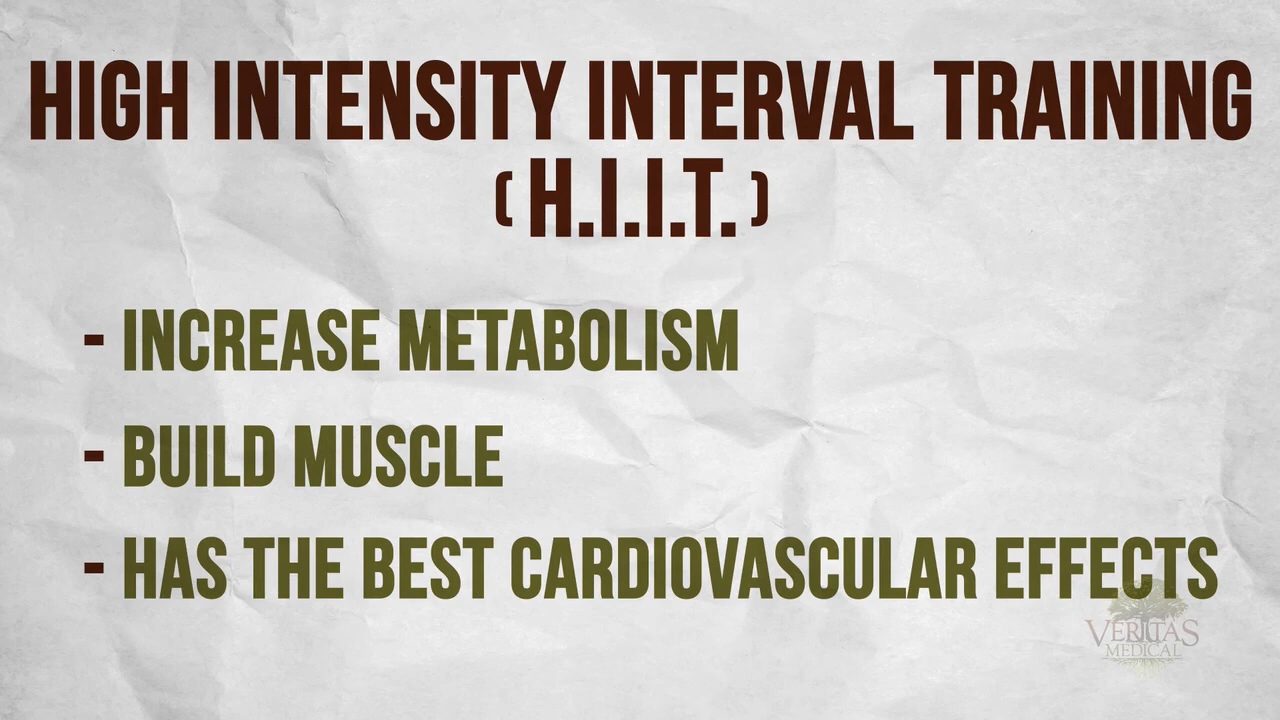 HIGH INTENSITY INTERVAL TRAINING
(H.I.I.T.)
- INCREASE METABOLISM
- BUILD MUSCLE
- HAS THE BEST CARDIOVASCULAR EFFECTS
VERITAS
MEDICAL